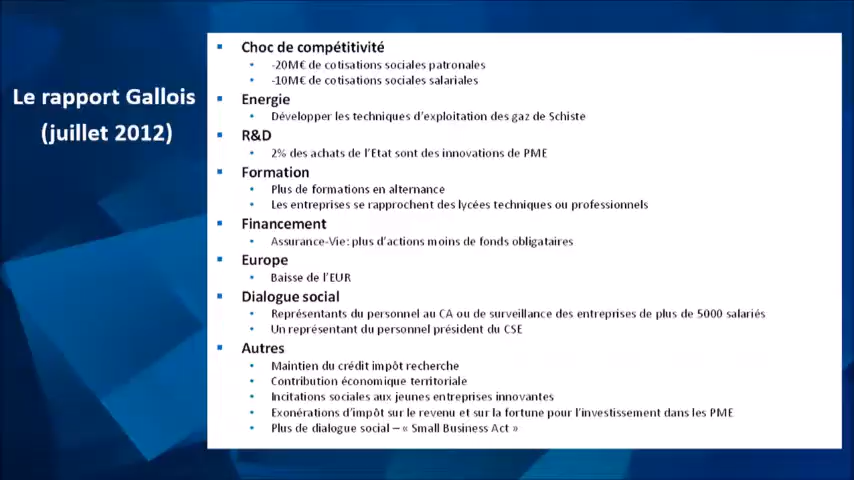 Le rapport Gallois
(juillet 2012)
Choc de compétitivité
-20M€ de cotisations sociales patronales
-10M€ de cotisations sociales salariales
Energie
Développer les techniques d'exploitation des gaz de Schiste
R&D
2% des achats de l'Etat sont des innovations de PME
Formation
Plus de formations en alternance
Les entreprises se rapprochent des lycées techniques ou professionnels
Financement
Assurance-Vie: plus d'actions moins de fonds obligataires
Europe
Baisse de l'EUR
Dialogue social
Représentants du personnel au CA ou de surveillance des entreprises de plus de 5000 salariés
Un représentant du personnel président du CSE
Autres
Maintien du crédit impôt recherche
Contribution économique territoriale
Incitations sociales aux jeunes entreprises innovantes
Exonérations d'impôt sur le revenu et sur la fortune pour l'investissement dans les PME
Plus de dialogue social – « Small Business Act »